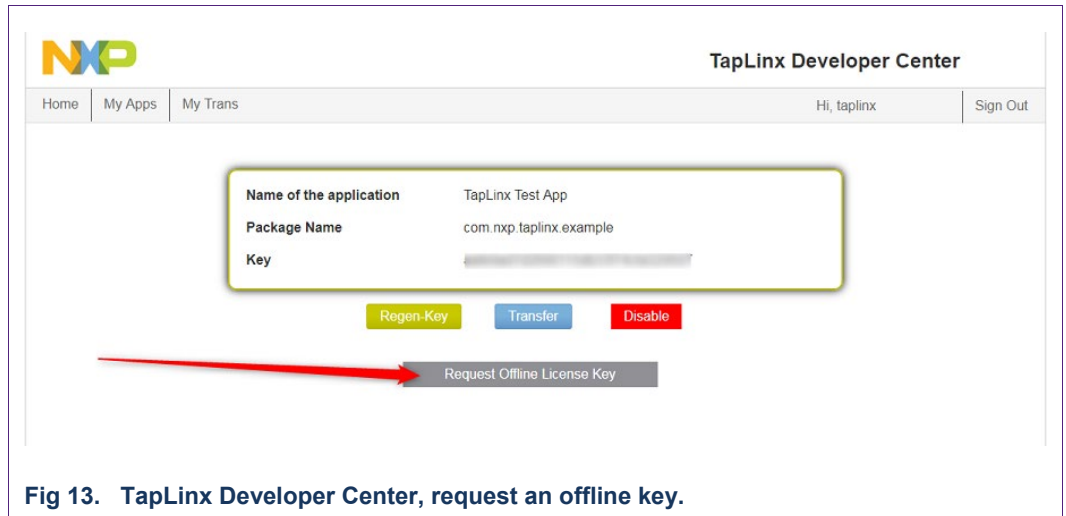 NXP
TapLinx Developer Center
Home My Apps My Trans Hi, taplinx Sign Out
Name of the application TapLinx Test App
Package Name com.nxp.taplinx.example
Key
Regen-Key Transfer Disable
Request Offline License Key
Fig 13. TapLinx Developer Center, request an offline key.